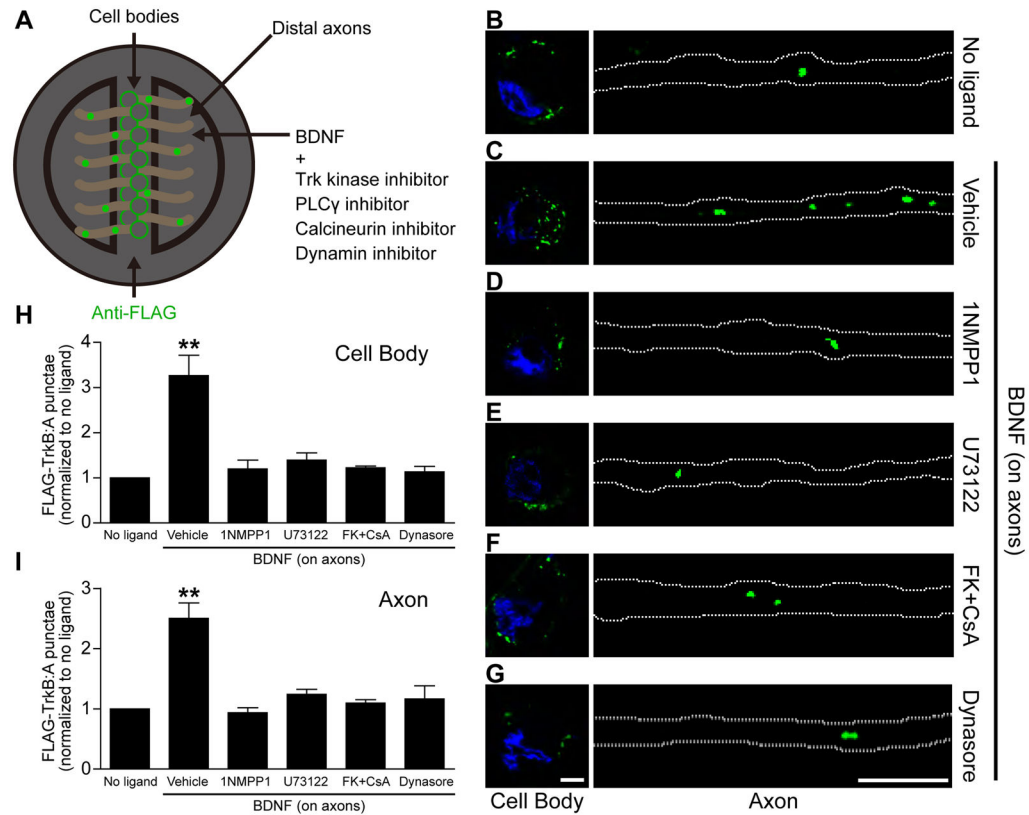 A
Cell bodies
Distal axons
BDNF
+
Trk kinase inhibitor
PLCγ inhibitor
Calcineurin inhibitor
Dynamin inhibitor
Anti-FLAG
B
No ligand
C
Vehicle
D
1NMPP1
E
U73122
F
FK+CsA
G
Dynasore
BDNF (on axons)
Cell Body
Axon
H
Cell Body
FLAG-TrkB:A punctae
(normalized to no ligand)
4
3
2
1
0
**
No ligand Vehicle 1NMPP1 U73122 FK+CsA Dynasore
BDNF (on axons)
I
Axon
FLAG-TrkB:A punctae
(normalized to no ligand)
3
2
1
0
**
No ligand Vehicle 1NMPP1 U73122 FK+CsA Dynasore
BDNF (on axons)